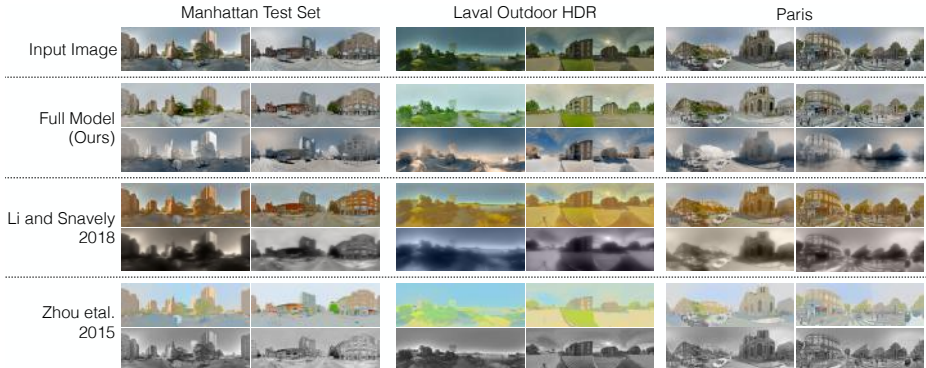 Manhattan Test Set
Laval Outdoor HDR
Paris
Input Image
Full Model
(Ours)
Li and Snavely
2018
Zhou etal.
2015